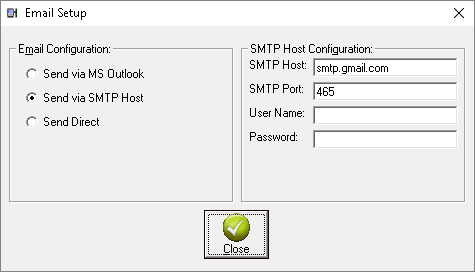 Email Setup
Email Configuration:
Send via MS Outlook
Send via SMTP Host
Send Direct
SMTP Host Configuration:
SMTP Host: smtp.gmail.com
SMTP Port: 465
User Name:
Password:
Close